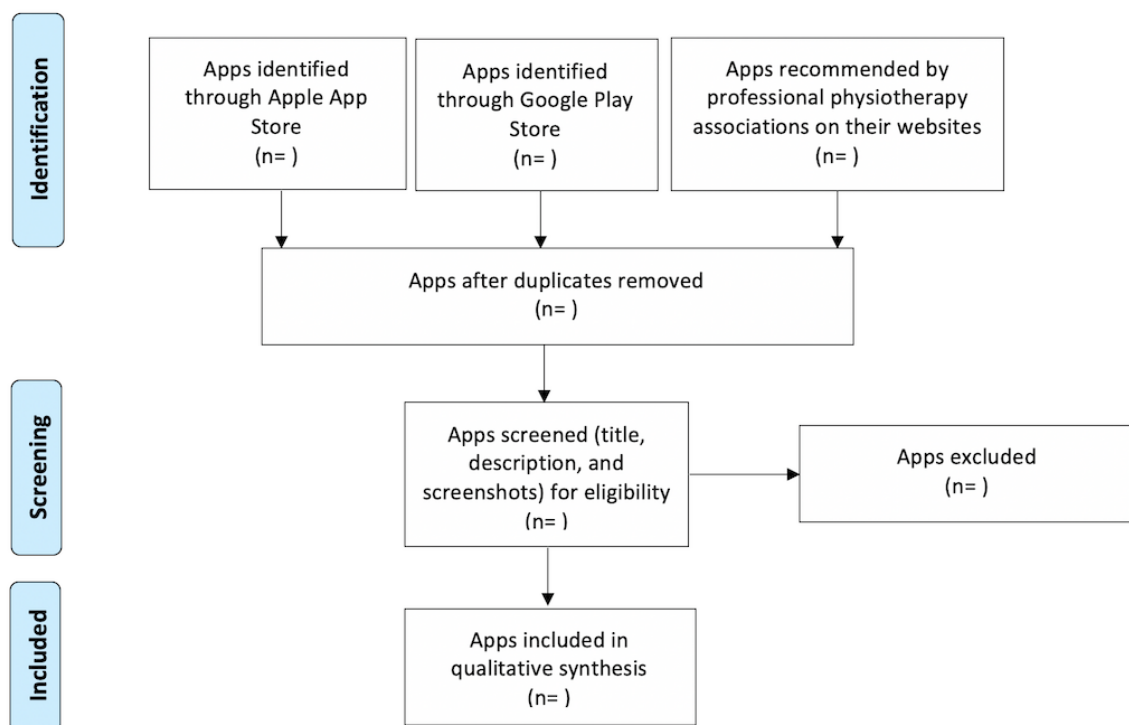 Identification
Apps identified
through Apple App
Store
(n= )
Apps identified
through Google Play
Store
(n= )
Apps recommended by
professional physiotherapy
associations on their websites
(n= )
Apps after duplicates removed
(n= )
Screening
Apps screened (title,
description, and
screenshots) for eligibility
(n= )
Apps excluded
(n= )
Included
Apps included in
qualitative synthesis
(n= )